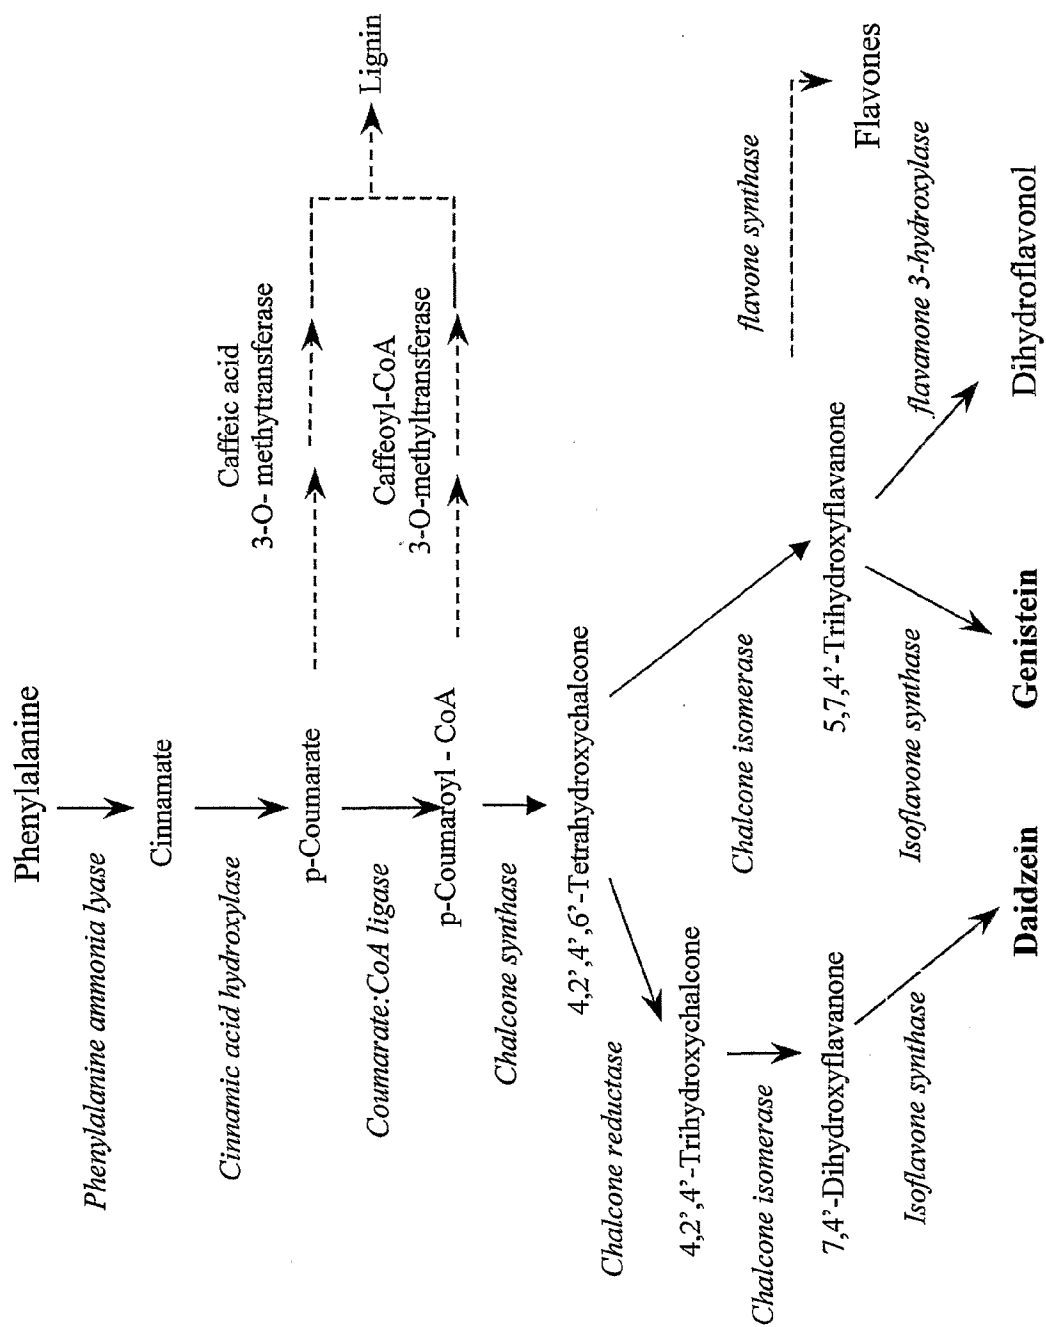 Phenylalanine
Phenylalanine ammonia lyase
Cinnamate
Cinnamic acid hydroxylase
p-Coumarate
Caffeic acid
3-O- methytransferase
Coumarate:CoA ligase
p-Coumaroyl - CoA
Caffeoyl-CoA
3-O-methyltransferase
Lignin
Chalcone synthase
4,2',4',6'-Tetrahydroxychalcone
Chalcone reductase
4,2',4'-Trihydroxychalcone
Chalcone isomerase
Chalcone isomerase
flavone synthase
7,4'-Dihydroxyflavanone
5,7,4'-Trihydroxyflavanone
Flavones
Isoflavone synthase
Isoflavone synthase
flavanone 3-hydroxylase
Daidzein
Genistein
Dihydroflavonol